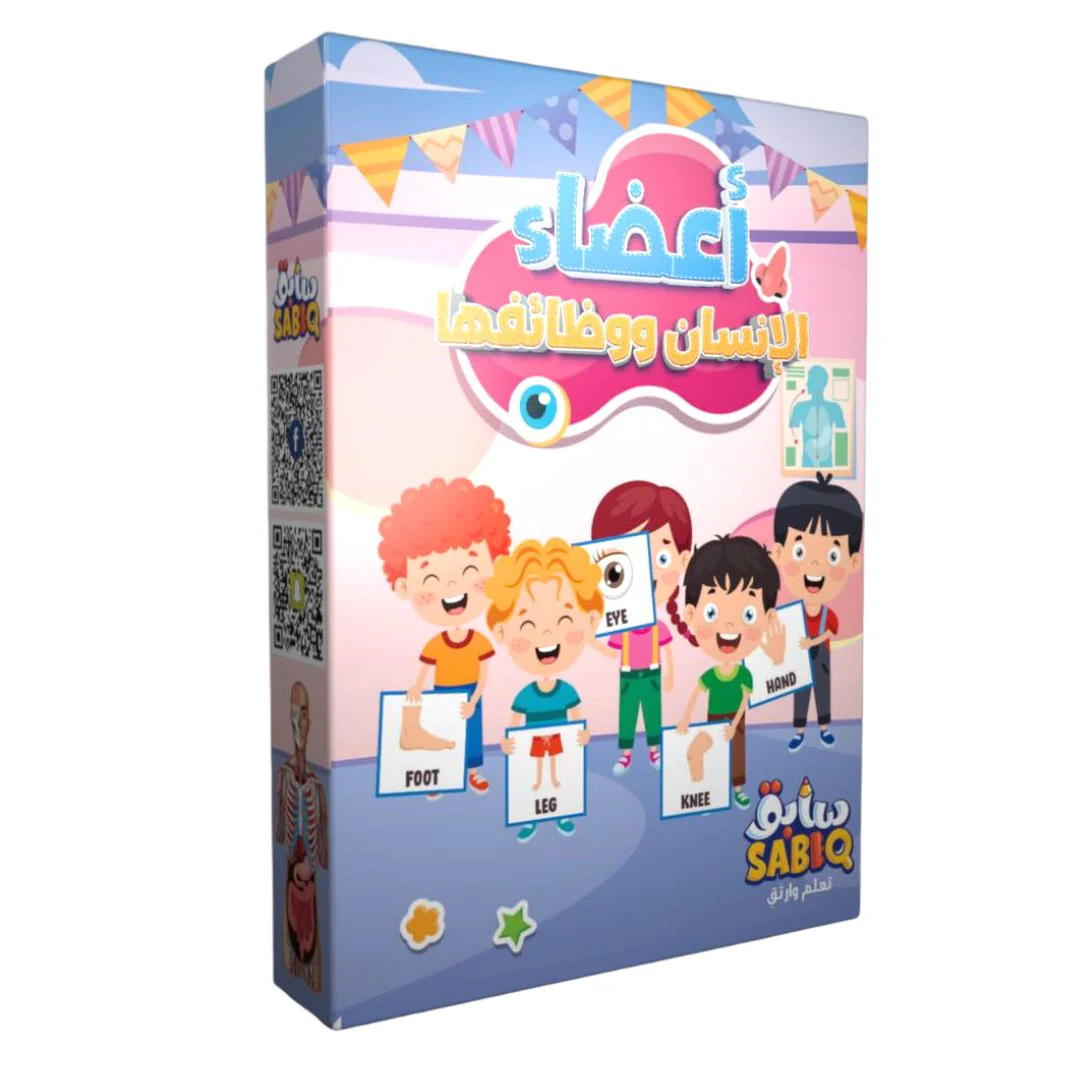 أعضاء
الإنسان ووظائفها
EYE
HAND
FOOT
LEG
KNEE
سابق
SABIQ
تعلم وارتق
سابق
SABIQ